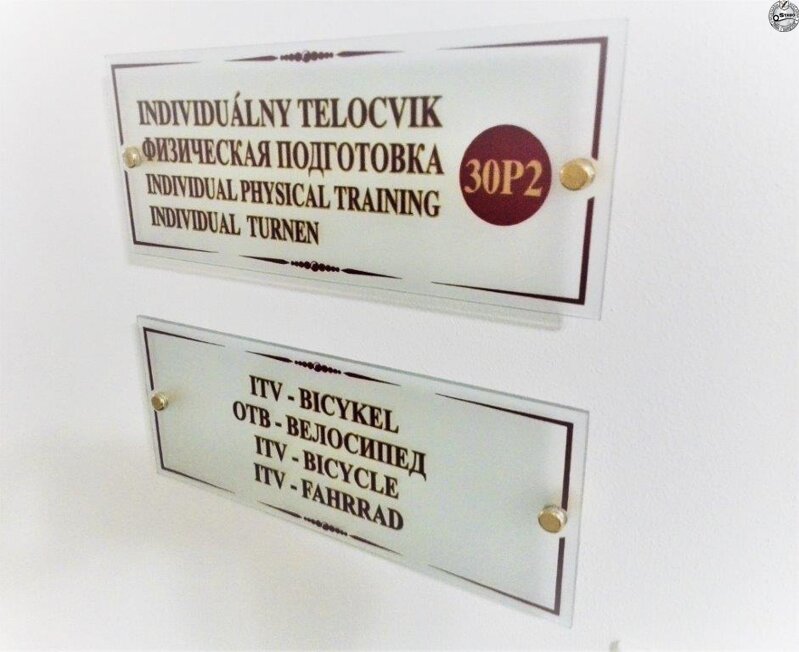 INDIVIDUÁLNY TELOCVIK
ФИЗИЧЕСКАЯ ПОДГОТОВКА
INDIVIDUAL PHYSICAL TRAINING
INDIVIDUAL TURNEN
30P2
ITV - BICYKEL
ОТВ - ВЕЛОСИПЕД
ITV - BICYCLE
ITV - FAHRRAD